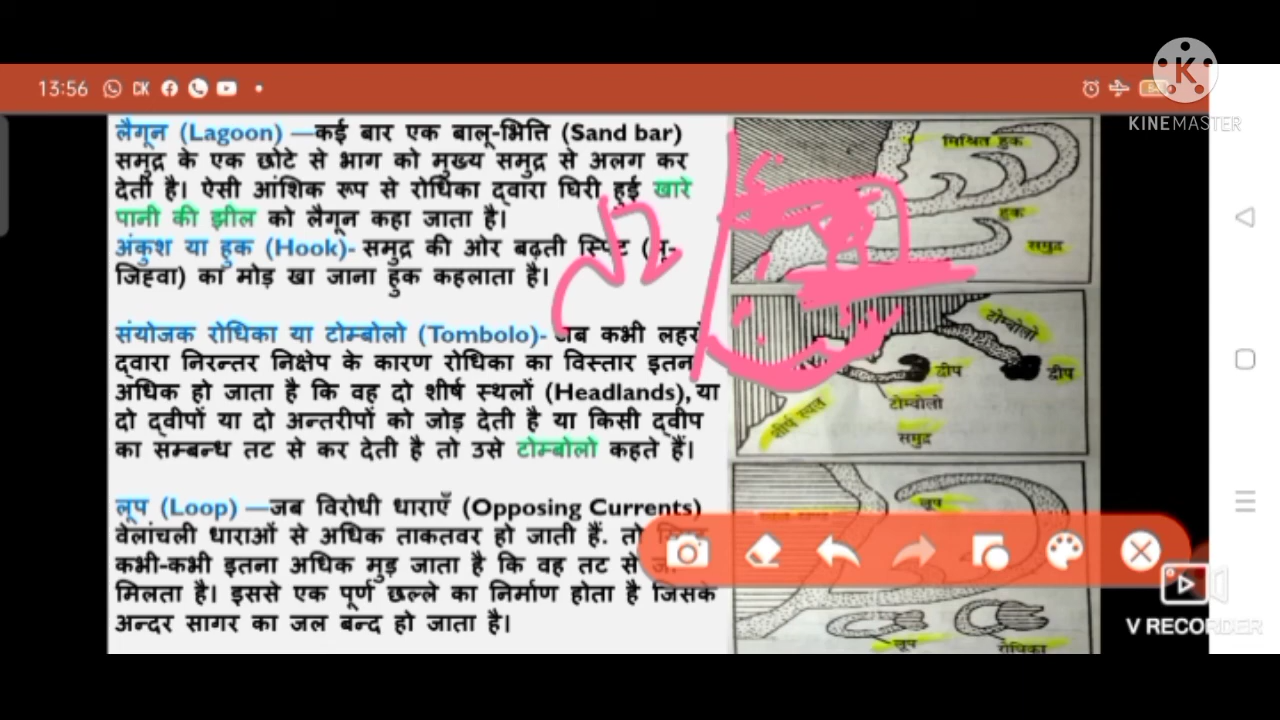 13:56
KINEMASTER
लैगून (Lagoon) —कई बार एक बालू-भित्ति (Sand bar)
समुद्र के एक छोटे से भाग को मुख्य समुद्र से अलग कर
देती है। ऐसी आंशिक रूप से रोधिका द्वारा घिरी हुई खारे
पानी की झील को लैगून कहा जाता है।
अंकुश या हुक (Hook)- समुद्र की ओर बढ़ती स्पिट
जिह्वा) का मोड़ खा जाना हुक कहलाता है।
संयोजक रोधिका या टोम्बोलो (Tombolo)- कभी लहरों
द्वारा निरन्तर निक्षेप के कारण रोधिका का विस्तार इतना
अधिक हो जाता है कि वह दो शीर्ष स्थलों (Headlands), या
दो द्वीपों या दो अन्तरीपों को जोड़ देती है या किसी द्वीप
का सम्बन्ध तट से कर देती है तो उसे टोम्बोलो कहते हैं।
लूप (Loop) —जब विरोधी धाराएँ (Opposing Currents)
वेलांचली धाराओं से अधिक ताकतवर हो जाती हैं. तो
कभी-कभी इतना अधिक मुड़ जाता है कि वह तट से
मिलता है। इससे एक पूर्ण छल्ले का निर्माण होता है जिसके
अन्दर सागर का जल बन्द हो जाता है।
मिश्रित हुक
हुक
समुद्र
टोम्बोलो
द्वीप
द्वीप
टोम्बोलो
शीर्ष स्थल
समुद्र
लूप
लूप
रोधिका
V RECORDER